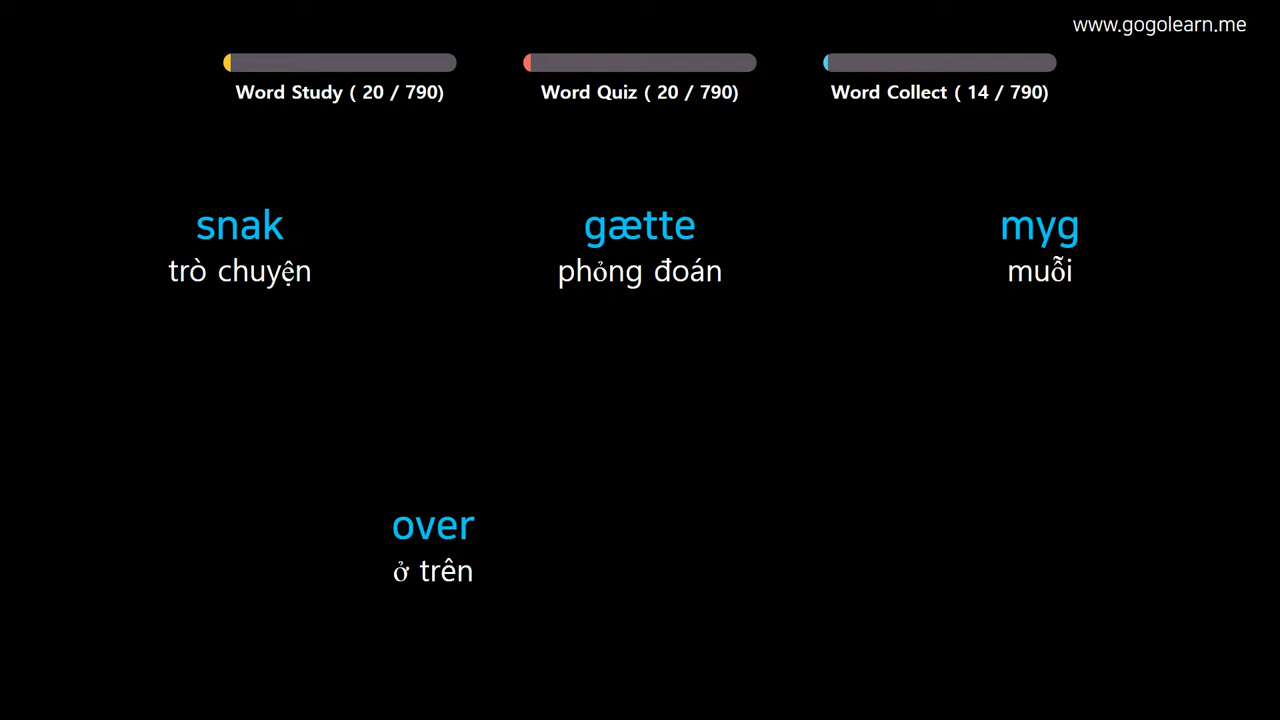 www.gogolearn.me
Word Study ( 20 / 790)
Word Quiz ( 20 / 790)
Word Collect ( 14 / 790)
snak
trò chuyện
gætte
phỏng đoán
myg
muỗi
over
ở trên